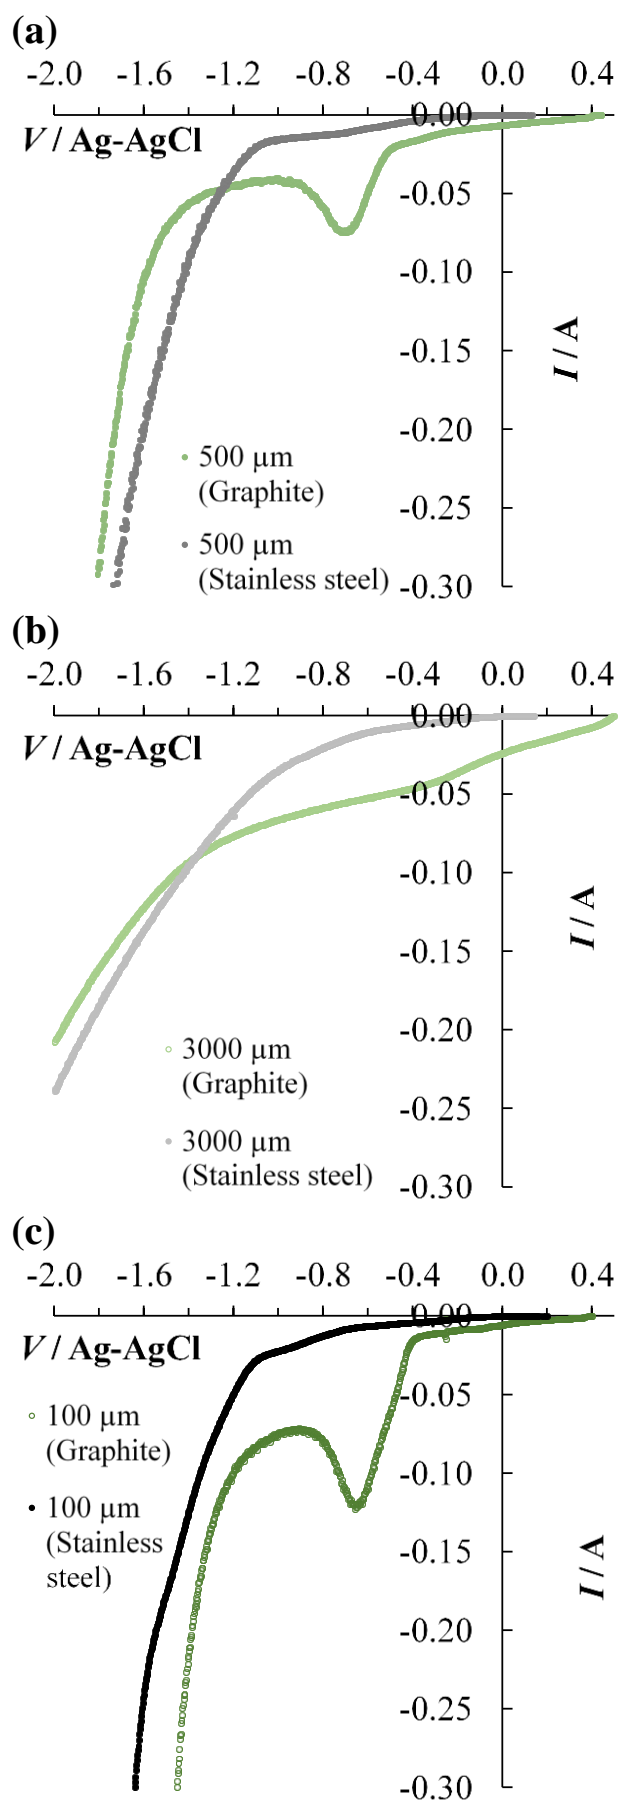 (a)
-2.0 -1.6 -1.2 -0.8 -0.4 0.0 0.4
0.00
V / Ag-AgCl
-0.05
-0.10
-0.15
I / A
-0.20
500 µm
(Graphite)
-0.25
500 µm
(Stainless steel)
-0.30
(b)
-2.0 -1.6 -1.2 -0.8 -0.4 0.0 0.4
0.00
V / Ag-AgCl
-0.05
-0.10
I / A
-0.15
-0.20
3000 µm
(Graphite)
-0.25
3000 µm
(Stainless steel)
-0.30
(c)
-2.0 -1.6 -1.2 -0.8 -0.4 0.0 0.4
0.00
V / Ag-AgCl
-0.05
100 µm
(Graphite)
-0.10
100 µm
(Stainless
steel)
-0.15
I / A
-0.20
-0.25
-0.30